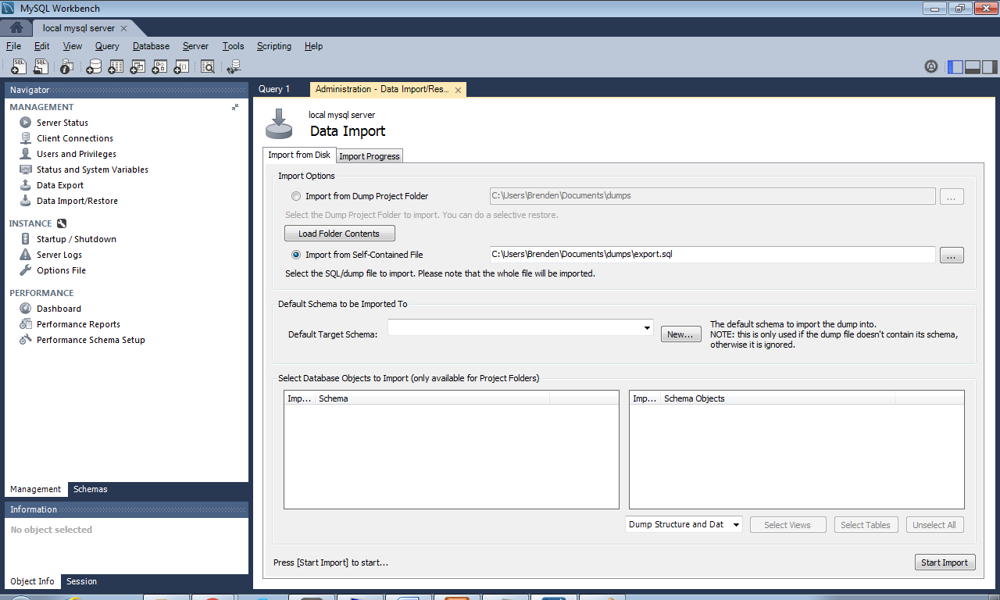 MySQL Workbench
local mysql server
File Edit View Query Database Server Tools Scripting Help
Navigator
MANAGEMENT
Server Status
Client Connections
Users and Privileges
Status and System Variables
Data Export
Data Import/Restore
INSTANCE
Startup / Shutdown
Server Logs
Options File
PERFORMANCE
Dashboard
Performance Reports
Performance Schema Setup
Management Schemas
Information
No object selected
Object Info Session
Query 1 Administration - Data Import/Res...
local mysql server
Data Import
Import from Disk Import Progress
Import Options
Import from Dump Project Folder C:\Users\Brenden\Documents\dumps ...
Select the Dump Project Folder to import. You can do a selective restore.
Load Folder Contents
Import from Self-Contained File C:\Users\Brenden\Documents\dumps\export.sql ...
Select the SQL/dump file to import. Please note that the whole file will be imported.
Default Schema to be Imported To
Default Target Schema: New...
The default schema to import the dump into.
NOTE: this is only used if the dump file doesn't contain its schema,
otherwise it is ignored.
Select Database Objects to Import (only available for Project Folders)
Imp... Schema Imp... Schema Objects
Dump Structure and Dat Select Views Select Tables Unselect All
Press [Start Import] to start... Start Import